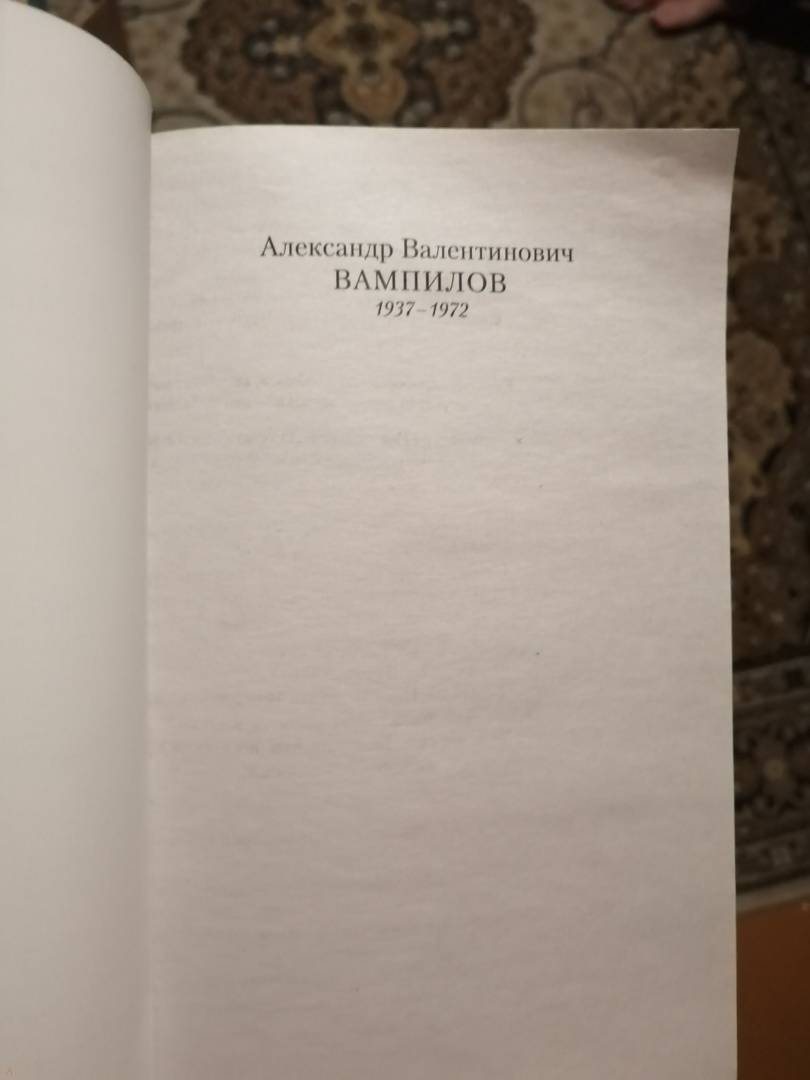 Александр Валентинович
ВАМПИЛОВ
1937–1972